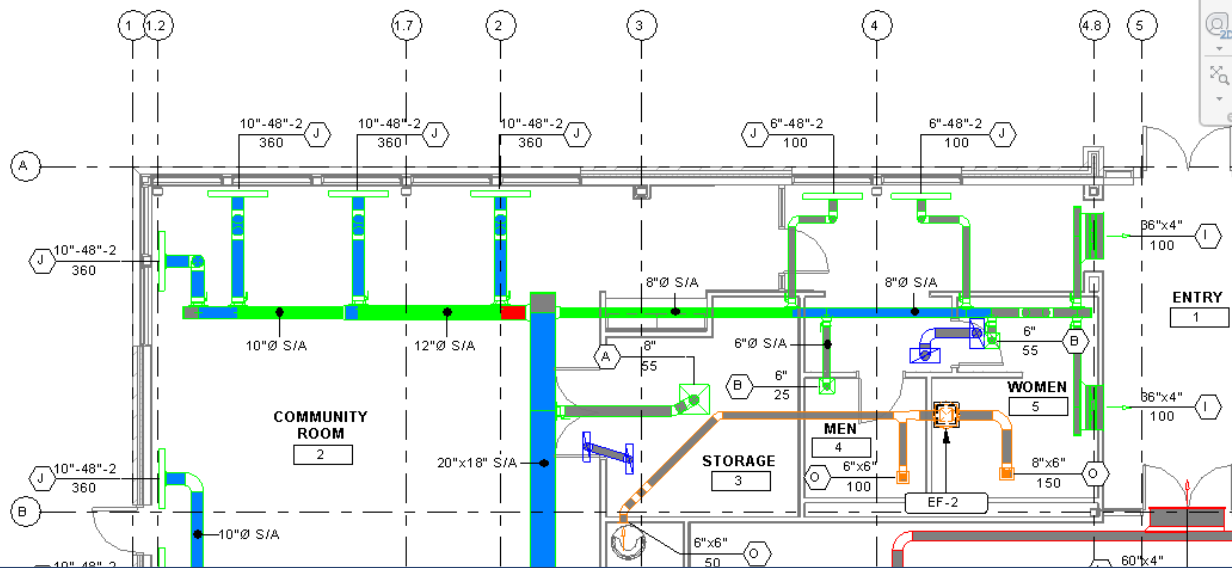 1
1.2
1.7
2
3
4
4.8
5
2D
10"-48"-2
360
J
10"-48"-2
360
J
10"-48"-2
360
J
J
6"-48"-2
100
6"-48"-2
100
J
A
J
10"-48"-2
360
36"x4"
100
I
8"Ø S/A
8"Ø S/A
ENTRY
1
10"Ø S/A
12"Ø S/A
A
8"
55
6"Ø S/A
6"
55
B
B
6"
25
WOMEN
5
36"x4"
100
I
COMMUNITY
ROOM
2
MEN
4
20"x18" S/A
STORAGE
3
J
10"-48"-2
360
O
6"x6"
100
8"x6"
150
O
EF-2
B
10"Ø S/A
6"x6"
50
O
60"x4"
10"-48"-2